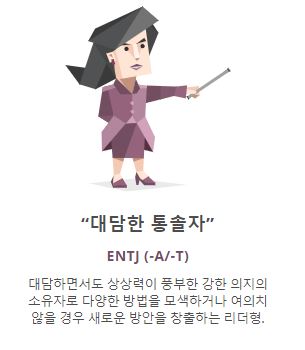 “대담한 통솔자”
ENTJ (-A/-T)
대담하면서도 상상력이 풍부한 강한 의지의
소유자로 다양한 방법을 모색하거나 여의치
않을 경우 새로운 방안을 창출하는 리더형.